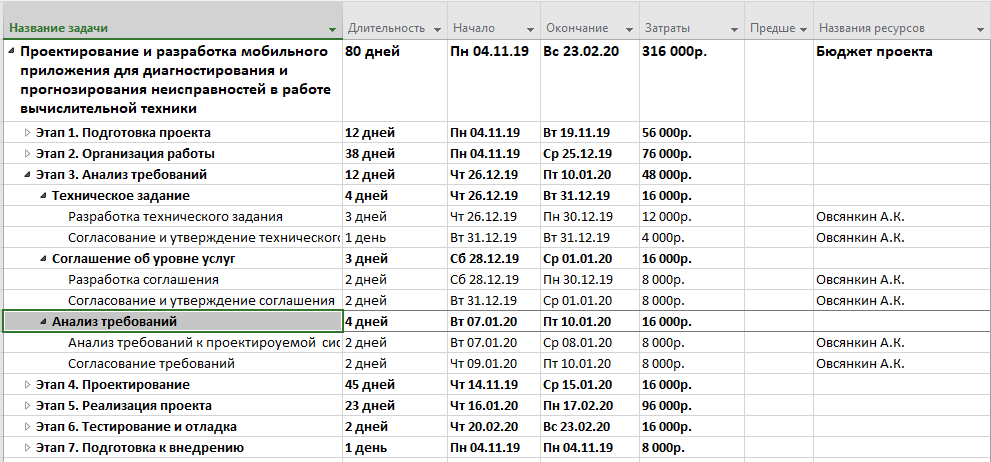 Название задачи Длительность Начало Окончание Затраты Предше Названия ресурсов
Проектирование и разработка мобильного 80 дней Пн 04.11.19 Вс 23.02.20 316 000р. Бюджет проекта
приложения для диагностирования и
прогнозирования неисправностей в работе
вычислительной техники
Этап 1. Подготовка проекта 12 дней Пн 04.11.19 Вт 19.11.19 56 000р.
Этап 2. Организация работы 38 дней Пн 04.11.19 Ср 25.12.19 76 000р.
Этап 3. Анализ требований 12 дней Чт 26.12.19 Пт 10.01.20 48 000р.
Техническое задание 4 дней Чт 26.12.19 Вт 31.12.19 16 000р.
Разработка технического задания 3 дней Чт 26.12.19 Пн 30.12.19 12 000р. Овсянкин А.К.
Согласование и утверждение технического 1 день Вт 31.12.19 Вт 31.12.19 4 000р. Овсянкин А.К.
Соглашение об уровне услуг 3 дней Сб 28.12.19 Ср 01.01.20 16 000р.
Разработка соглашения 2 дней Сб 28.12.19 Пн 30.12.19 8 000р. Овсянкин А.К.
Согласование и утверждение соглашения 2 дней Вт 31.12.19 Ср 01.01.20 8 000р. Овсянкин А.К.
Анализ требований 4 дней Вт 07.01.20 Пт 10.01.20 16 000р.
Анализ требований к проектироуемой сис 2 дней Вт 07.01.20 Ср 08.01.20 8 000р. Овсянкин А.К.
Согласование требований 2 дней Чт 09.01.20 Пт 10.01.20 8 000р. Овсянкин А.К.
Этап 4. Проектирование 45 дней Чт 14.11.19 Ср 15.01.20 16 000р.
Этап 5. Реализация проекта 23 дней Чт 16.01.20 Пн 17.02.20 96 000р.
Этап 6. Тестирование и отладка 2 дней Чт 20.02.20 Вс 23.02.20 16 000р.
Этап 7. Подготовка к внедрению 1 день Пн 04.11.19 Пн 04.11.19 8 000р.